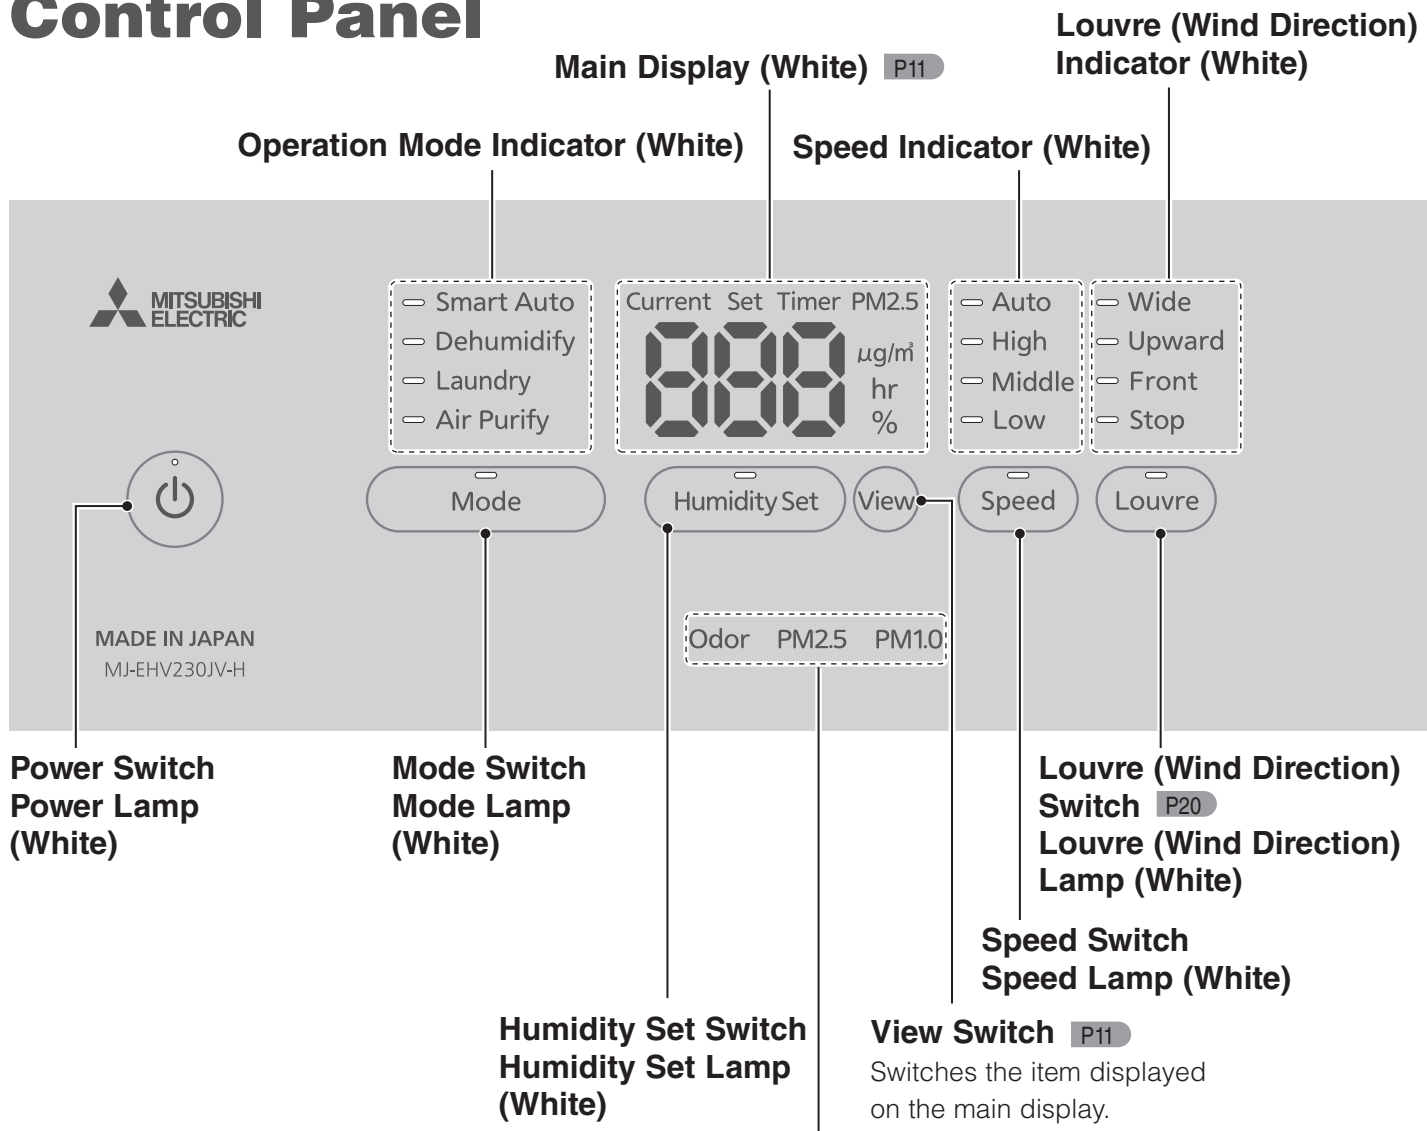 Control Panel
Louvre (Wind Direction)
Indicator (White)
Main Display (White) P11
Operation Mode Indicator (White)
Speed Indicator (White)
MITSUBISHI
ELECTRIC
Smart Auto
Dehumidify
Laundry
Air Purify
Current Set Timer PM2.5
888
μg/㎥
hr
%
Auto
High
Middle
Low
Wide
Upward
Front
Stop
Mode
Humidity Set
View
Speed
Louvre
MADE IN JAPAN
MJ-EHV230JV-H
Odor PM2.5 PM1.0
Power Switch
Power Lamp
(White)
Mode Switch
Mode Lamp
(White)
Louvre (Wind Direction)
Switch P20
Louvre (Wind Direction)
Lamp (White)
Speed Switch
Speed Lamp (White)
Humidity Set Switch
Humidity Set Lamp
(White)
View Switch P11
Switches the item displayed
on the main display.